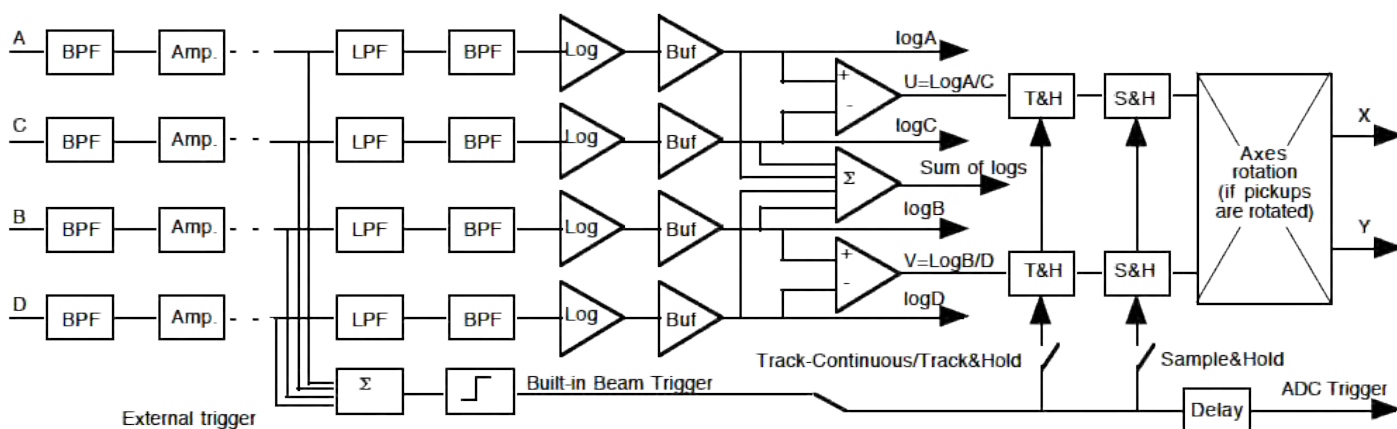 A BPF Amp. LPF BPF Log Buf logA
+ - U=LogA/C T&H S&H
C BPF Amp. LPF BPF Log Buf logC
X
Axes
rotation
(if pickups
are rotated)
Σ Sum of logs
B BPF Amp. LPF BPF Log Buf logB
Y
+ - V=LogB/D T&H S&H
D BPF Amp. LPF BPF Log Buf logD
Track-Continuous/Track&Hold
Sample&Hold
Σ Built-in Beam Trigger
ADC Trigger
External trigger
Delay